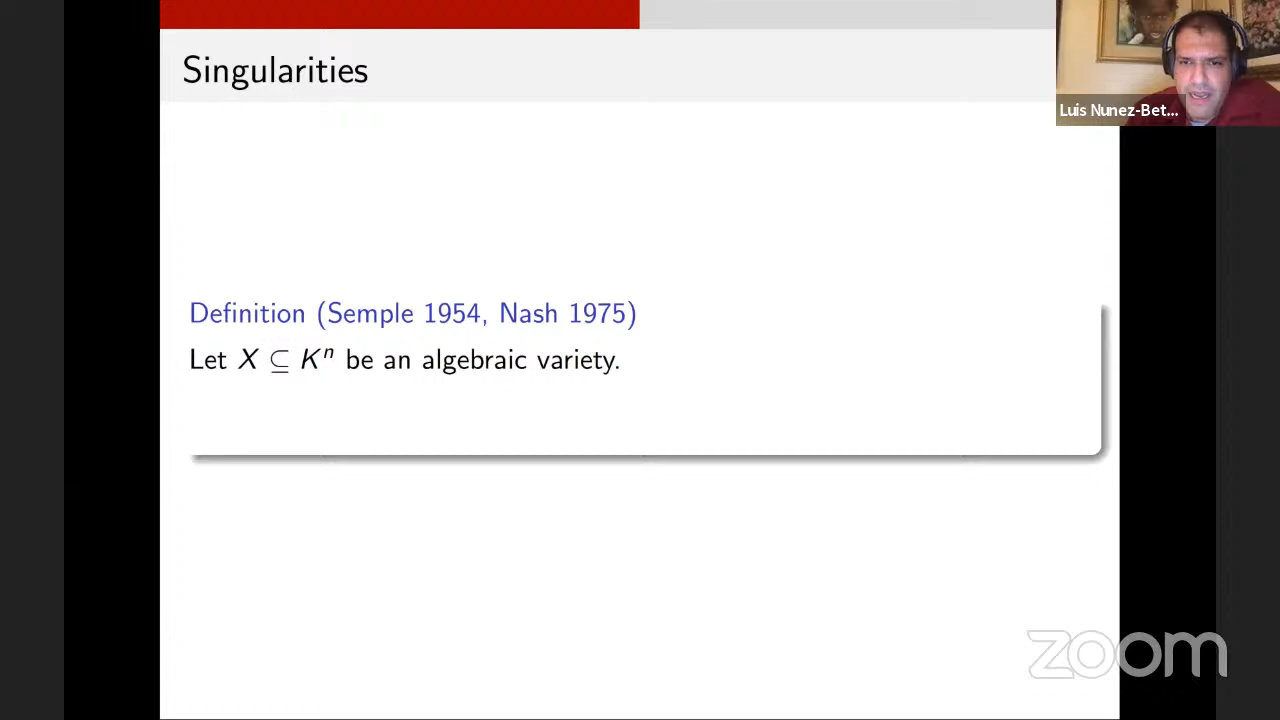 Singularities
Luis Nunez-Bet...
Definition (Semple 1954, Nash 1975)
Let X ⊆ Kⁿ be an algebraic variety.
zoom